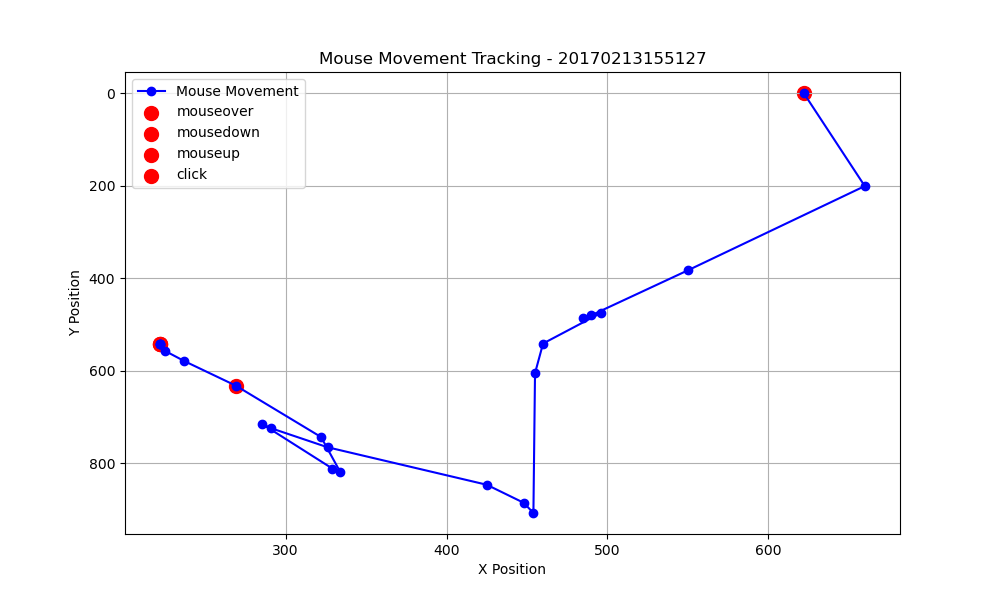 Mouse Movement Tracking - 20170213155127
Mouse Movement
mouseover
mousedown
mouseup
click
0
200
400
600
800
Y Position
300 400 500 600
X Position